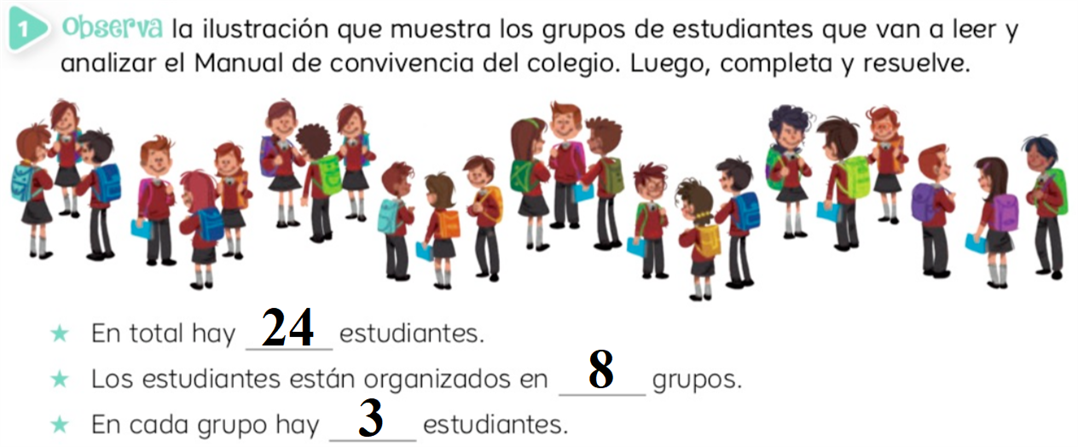 1 Observa la ilustración que muestra los grupos de estudiantes que van a leer y
analizar el Manual de convivencia del colegio. Luego, completa y resuelve.
★ En total hay 24 estudiantes.
★ Los estudiantes están organizados en 8 grupos.
★ En cada grupo hay 3 estudiantes.